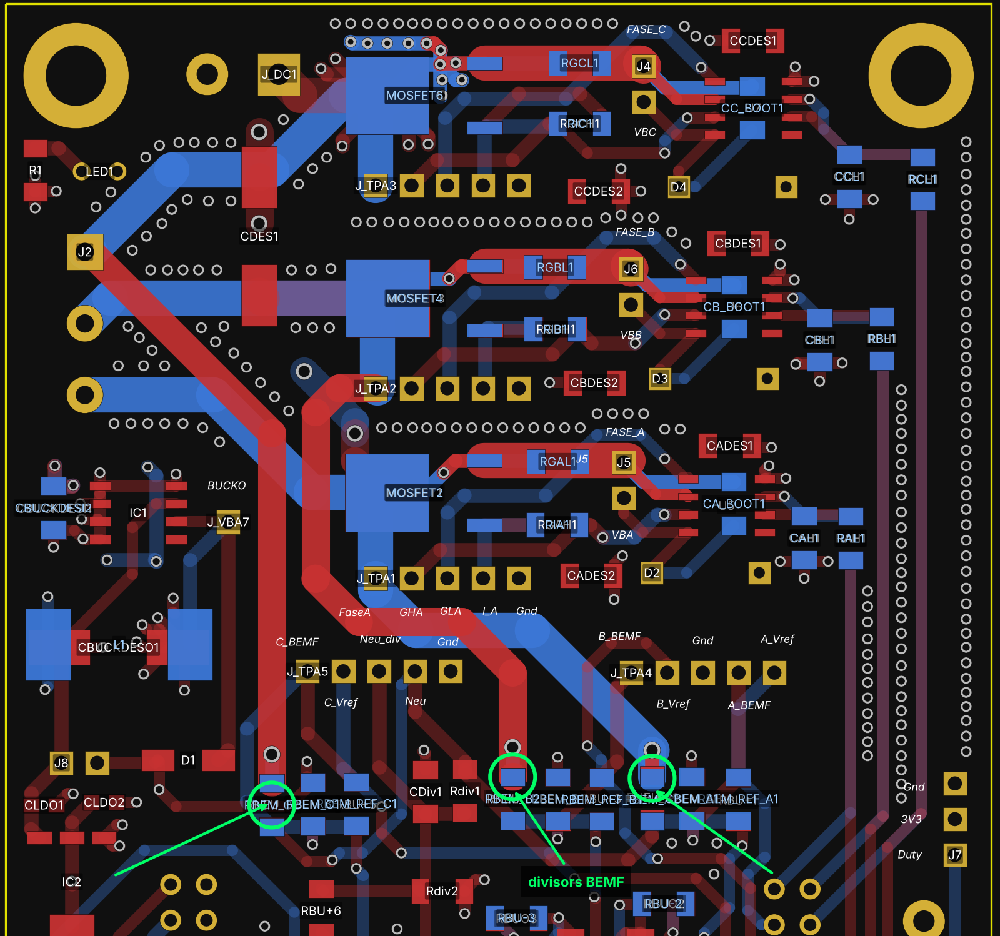 FASE_C
CCDES1
RGCL1
J4
J_DC1
MOSFET6
CC_BOOT1
VBC
R1
LED1
CCL1
RCL1
J_TPA3
CCDES2
D4
CDES1
FASE_B
CBDES1
J2
RGBL1
J6
MOSFET4
CB_BOOT1
VBB
CBL1
RBL1
J_TPA2
CBDES2
D3
FASE_A
CADES1
RGAL1
J5
J5
BUCKO
MOSFET2
CA_BOOT1
IC1
J_VBA7
VBA
CAL1
RAL1
J_TPA1
CADES2
D2
FaseA
GHA
GLA
I_A
Gnd
C_BEMF
Neu_div
Gnd
B_BEMF
Gnd
A_Vref
CBUCKDESO1
J_TPA5
J_TPA4
C_Vref
Neu
B_Vref
A_BEMF
J8
D1
CLDO1
CLDO2
CDiv1
Rdiv1
Gnd
3V3
Duty
J7
IC2
divisors BEMF
Rdiv2
RBU+6
RBU-3
RBU-2